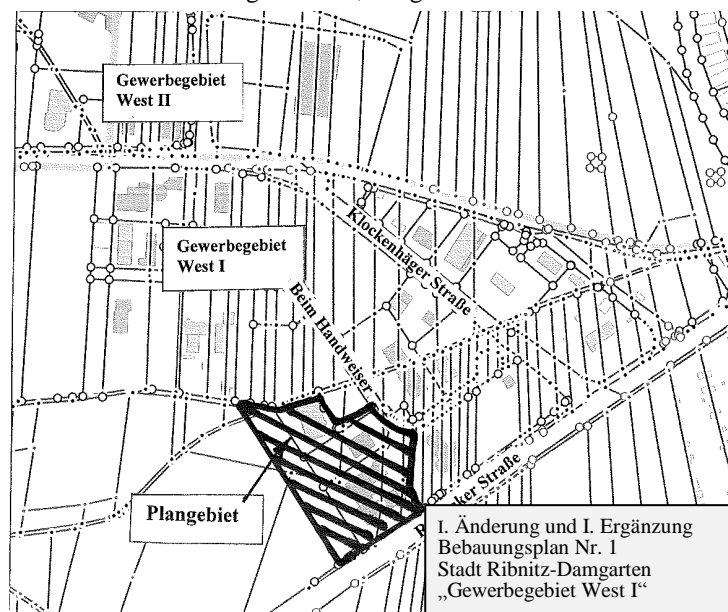 Gewerbegebiet
West II
Gewerbegebiet
West I
Klockenhäger Straße
Beim Handweiser
Plangebiet
Straße
I. Änderung und I. Ergänzung
Bebauungsplan Nr. 1
Stadt Ribnitz-Damgarten
„Gewerbegebiet West I“